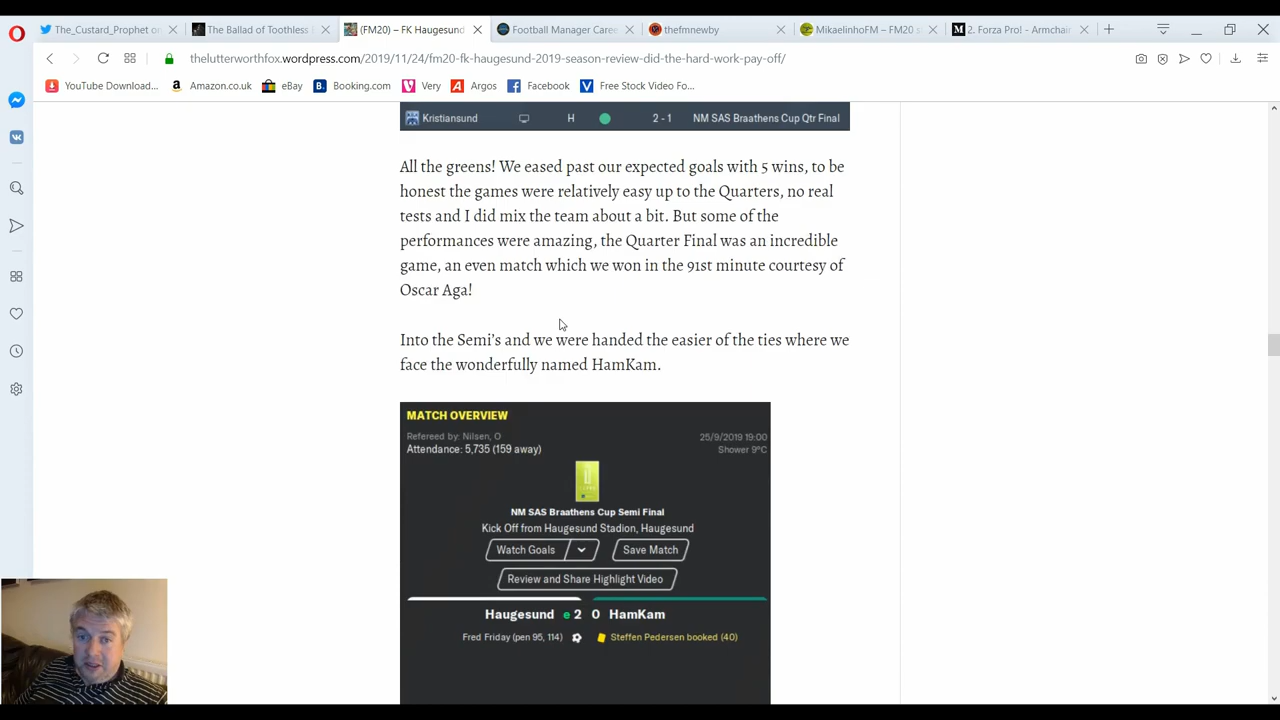 The_Custard_Prophet on
The Ballad of Toothless
(FM20) – FK Haugesund
Football Manager Caree
thefmnewby
MikaelinhoFM – FM20 s
2. Forza Pro! - Armchair
thelutterworthfox.wordpress.com/2019/11/24/fm20-fk-haugesund-2019-season-review-did-the-hard-work-pay-off/
YouTube Download...
Amazon.co.uk
eBay
Booking.com
Very
Argos
Facebook
Free Stock Video Fo...
Kristiansund H 2 - 1 NM SAS Braathens Cup Qtr Final
All the greens! We eased past our expected goals with 5 wins, to be
honest the games were relatively easy up to the Quarters, no real
tests and I did mix the team about a bit. But some of the
performances were amazing, the Quarter Final was an incredible
game, an even match which we won in the 91st minute courtesy of
Oscar Aga!
Into the Semi's and we were handed the easier of the ties where we
face the wonderfully named HamKam.
MATCH OVERVIEW
Refereed by: Nilsen, O 25/9/2019 19:00
Attendance: 5,735 (159 away) Shower 9°C
NM SAS Braathens Cup Semi Final
Kick Off from Haugesund Stadion, Haugesund
Watch Goals
Save Match
Review and Share Highlight Video
Haugesund e 2 0 HamKam
Fred Friday (pen 95, 114) Steffen Pedersen booked (40)